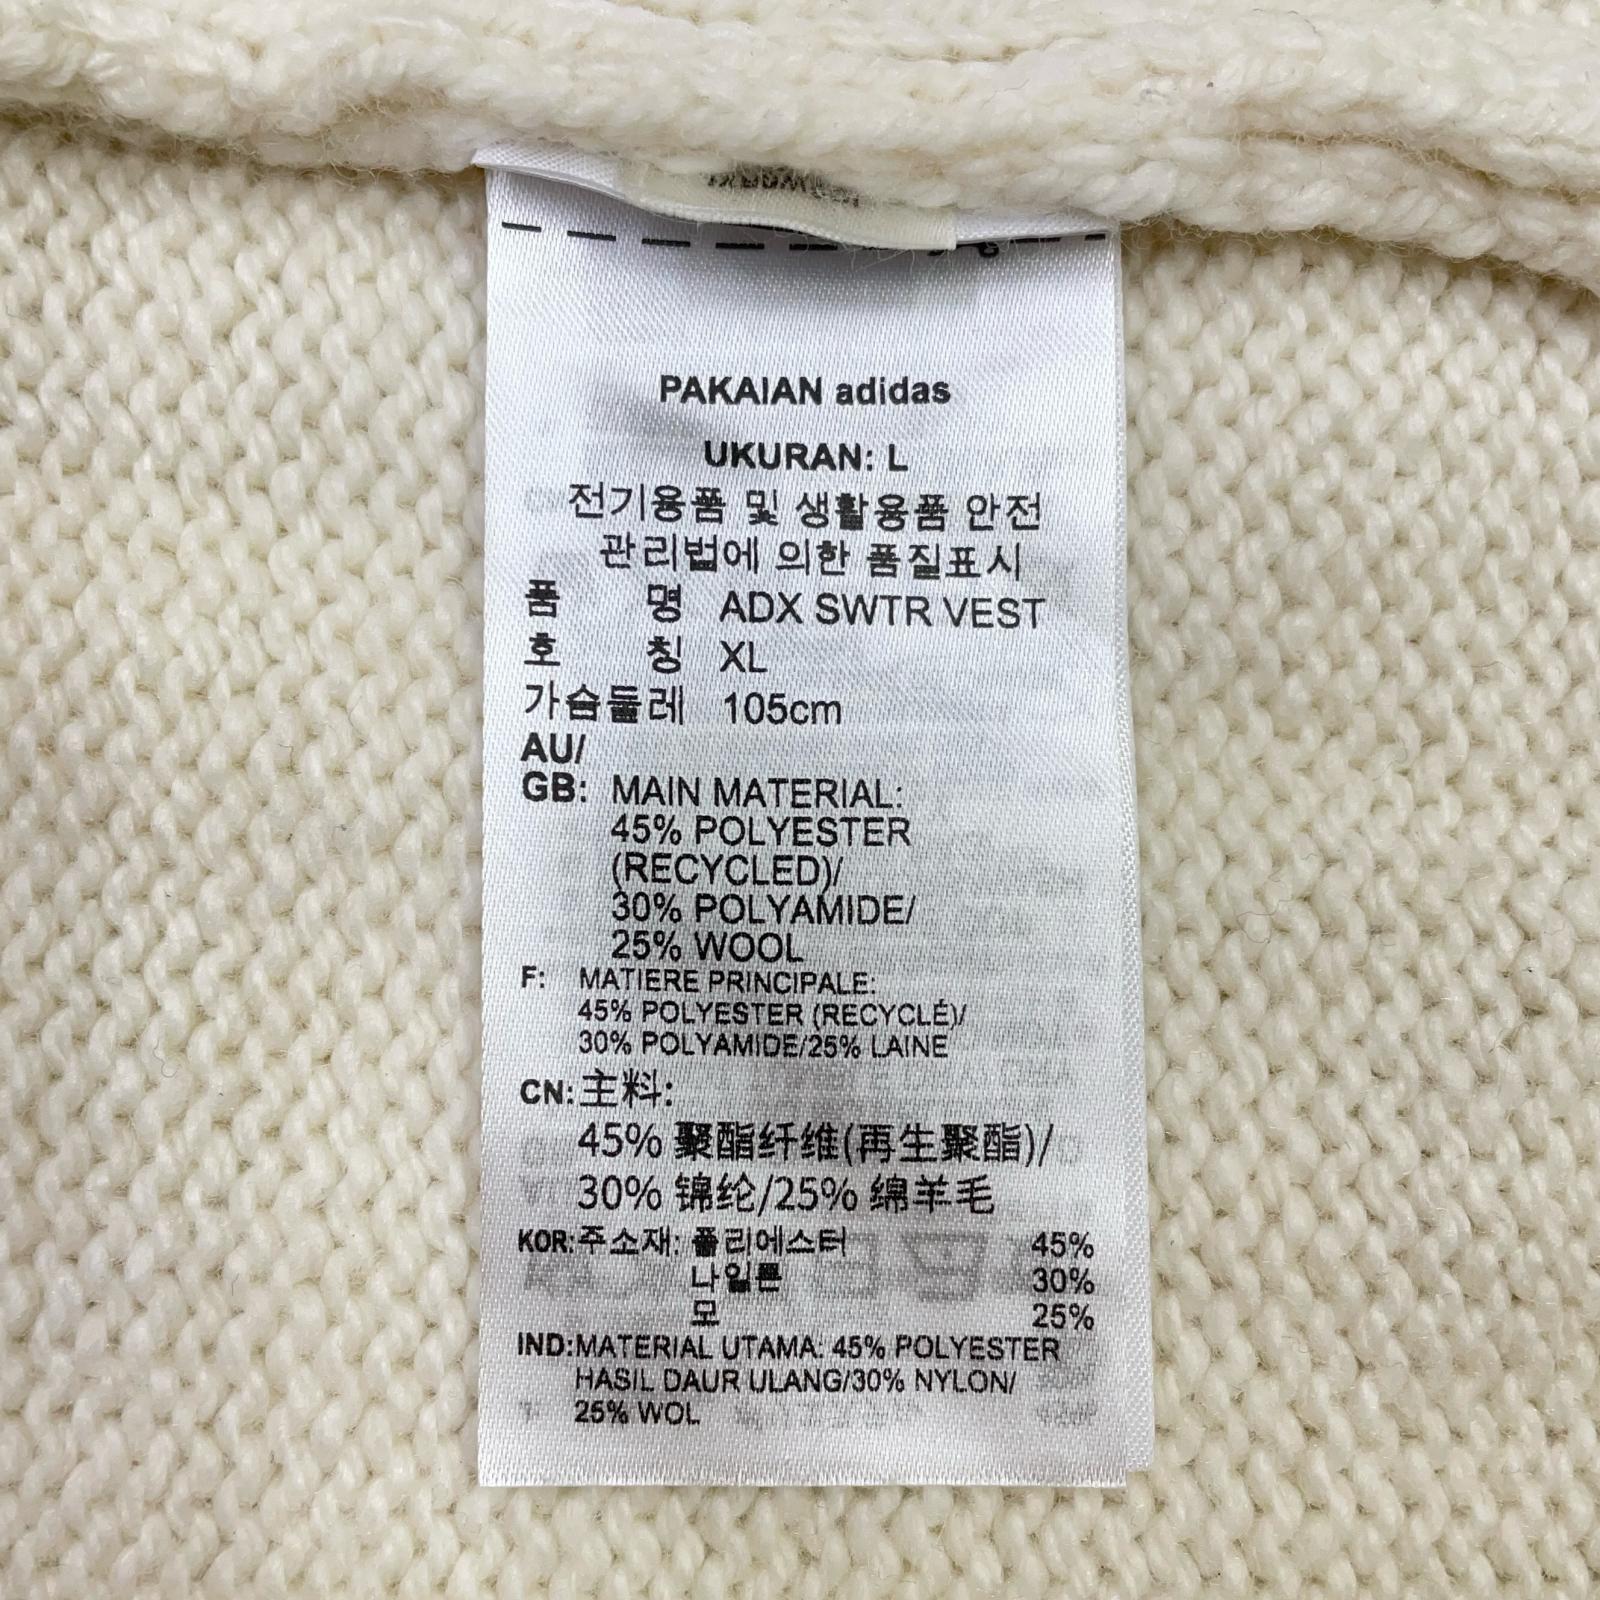 PAKAIAN adidas
UKURAN: L
전기용품 및 생활용품 안전
관리법에 의한 품질표시
품 명 ADX SWTR VEST
호 칭 XL
가슴둘레 105cm
AU/
GB: MAIN MATERIAL:
45% POLYESTER
(RECYCLED)/
30% POLYAMIDE/
25% WOOL
F: MATIERE PRINCIPALE:
45% POLYESTER (RECYCLÉ)/
30% POLYAMIDE/25% LAINE
CN: 主料:
45% 聚酯纤维(再生聚酯)/
30% 锦纶/25% 绵羊毛
KOR: 주소재: 폴리에스터 45%
나일론 30%
모 25%
IND: MATERIAL UTAMA: 45% POLYESTER
HASIL DAUR ULANG/30% NYLON/
25% WOL